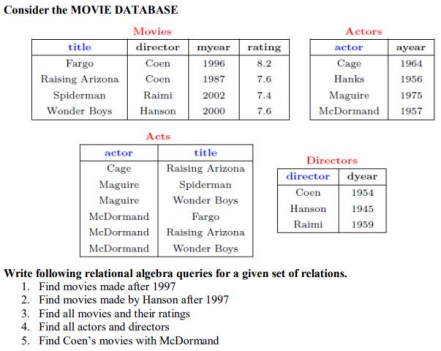 Consider the MOVIE DATABASE
Movies
title director myear rating
Fargo Coen 1996 8.2
Raising Arizona Coen 1987 7.6
Spiderman Raimi 2002 7.4
Wonder Boys Hanson 2000 7.6
Actors
actor ayear
Cage 1964
Hanks 1956
Maguire 1975
McDormand 1957
Acts
actor title
Cage Raising Arizona
Maguire Spiderman
Maguire Wonder Boys
McDormand Fargo
McDormand Raising Arizona
McDormand Wonder Boys
Directors
director dyear
Coen 1954
Hanson 1945
Raimi 1959
Write following relational algebra queries for a given set of relations.
1. Find movies made after 1997
2. Find movies made by Hanson after 1997
3. Find all movies and their ratings
4. Find all actors and directors
5. Find Coen's movies with McDormand